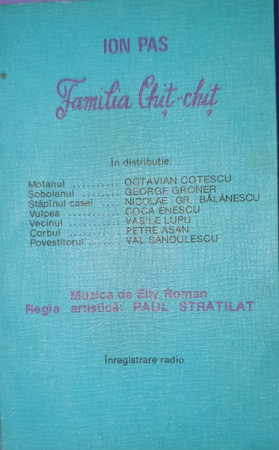 ION PAS
Familia Chiț-chiț
În distribuție:
Motanul .......... OCTAVIAN COTESCU
Șobolanul ....... GEORGE GRONER
Stăpînul casei .... NICOLAE GR. BĂLĂNESCU
Vulpea .......... COCA ENESCU
Vecinul .......... VASILE LUPU
Corbul .......... PETRE ASAN
Povestitorul ...... VAL SĂNDULESCU
Muzica de Elly Roman
Regia artistică: PAUL STRATILAT
Înregistrare radio